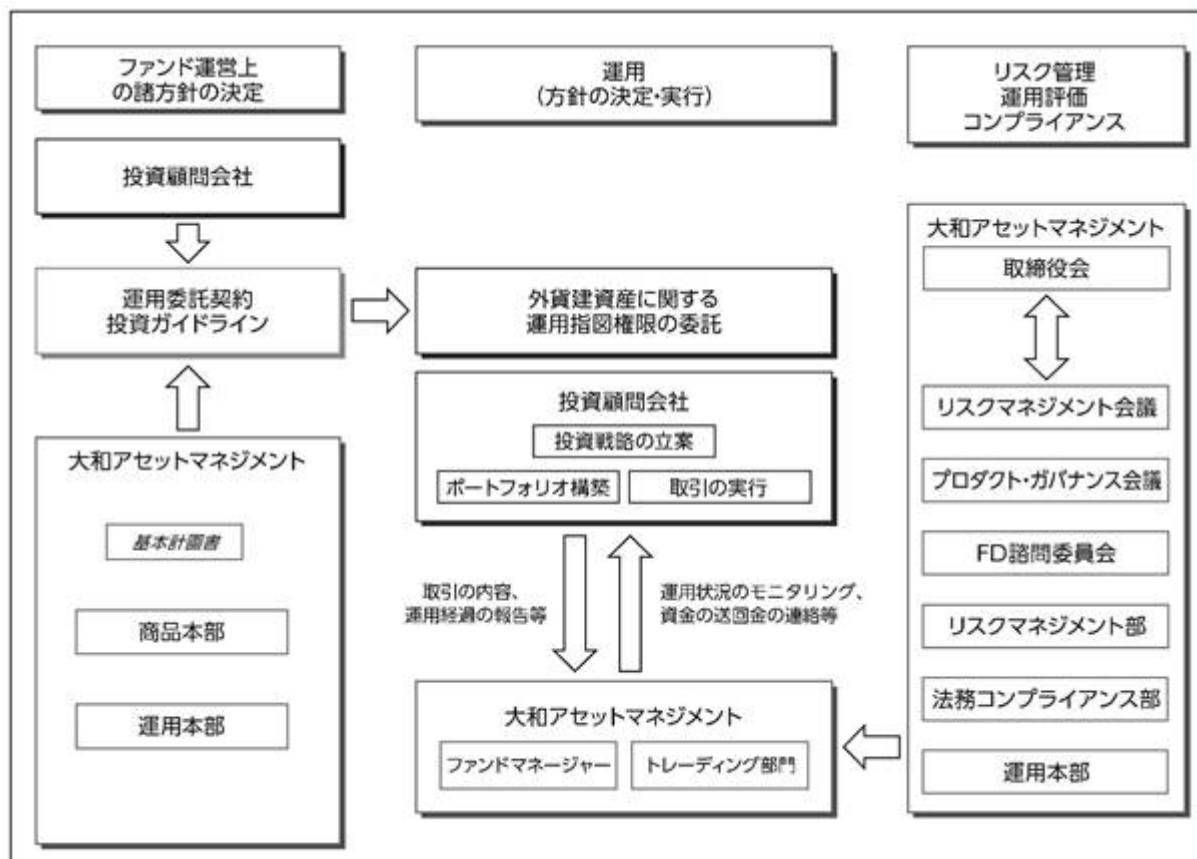 ファンド運営上
の諸方針の決定
投資顧問会社
運用委託契約
投資ガイドライン
大和アセットマネジメント
基本計画書
商品本部
運用本部
運用
(方針の決定・実行)
外貨建資産に関する
運用指図権限の委託
投資顧問会社
投資戦略の立案
ポートフォリオ構築
取引の実行
取引の内容、
運用経過の報告等
運用状況のモニタリング、
資金の送回金の連絡等
大和アセットマネジメント
ファンドマネージャー
トレーディング部門
リスク管理
運用評価
コンプライアンス
大和アセットマネジメント
取締役会
リスクマネジメント会議
プロダクト・ガバナンス会議
FD諮問委員会
リスクマネジメント部
法務コンプライアンス部
運用本部